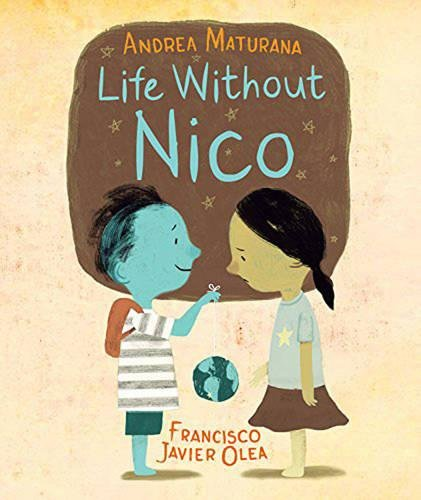 Andrea Maturana
Life Without
Nico
Francisco
Javier Olea